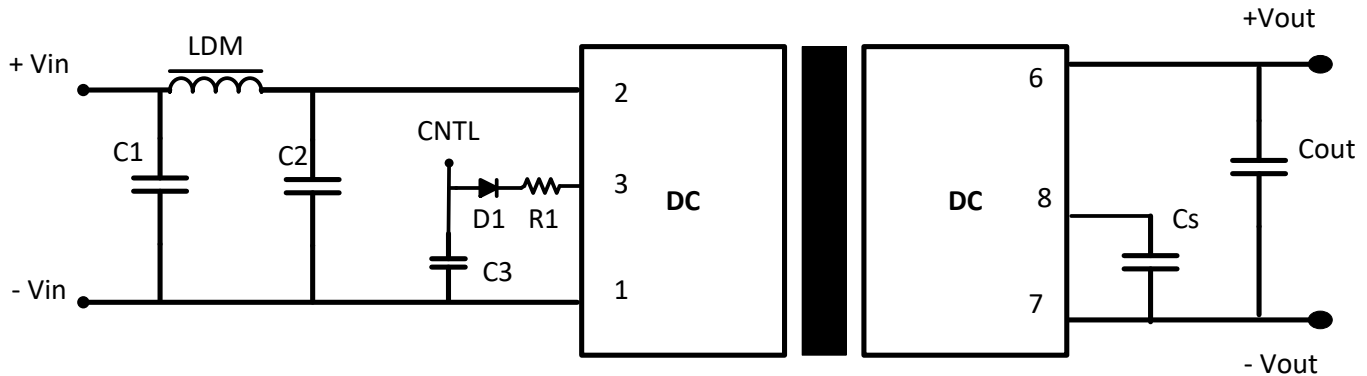 LDM
+ Vin
C1
C2
CNTL
D1
R1
C3
- Vin
2
3
1
DC
DC
6
8
7
+Vout
Cout
Cs
- Vout